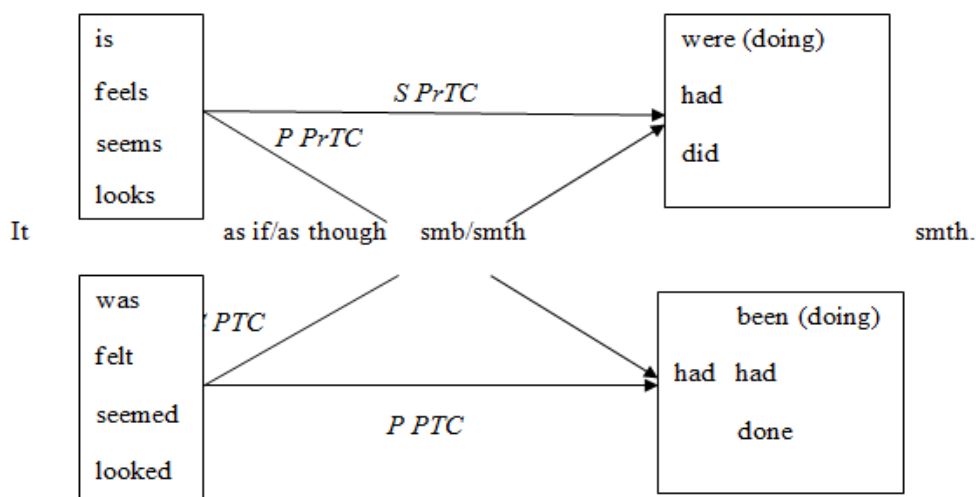 is
feels
seems
looks
S PrTC
P PrTC
were (doing)
had
did
It as if/as though smb/smth smth.
was
felt
seemed
looked
PTC
P PTC
been (doing)
had had
done